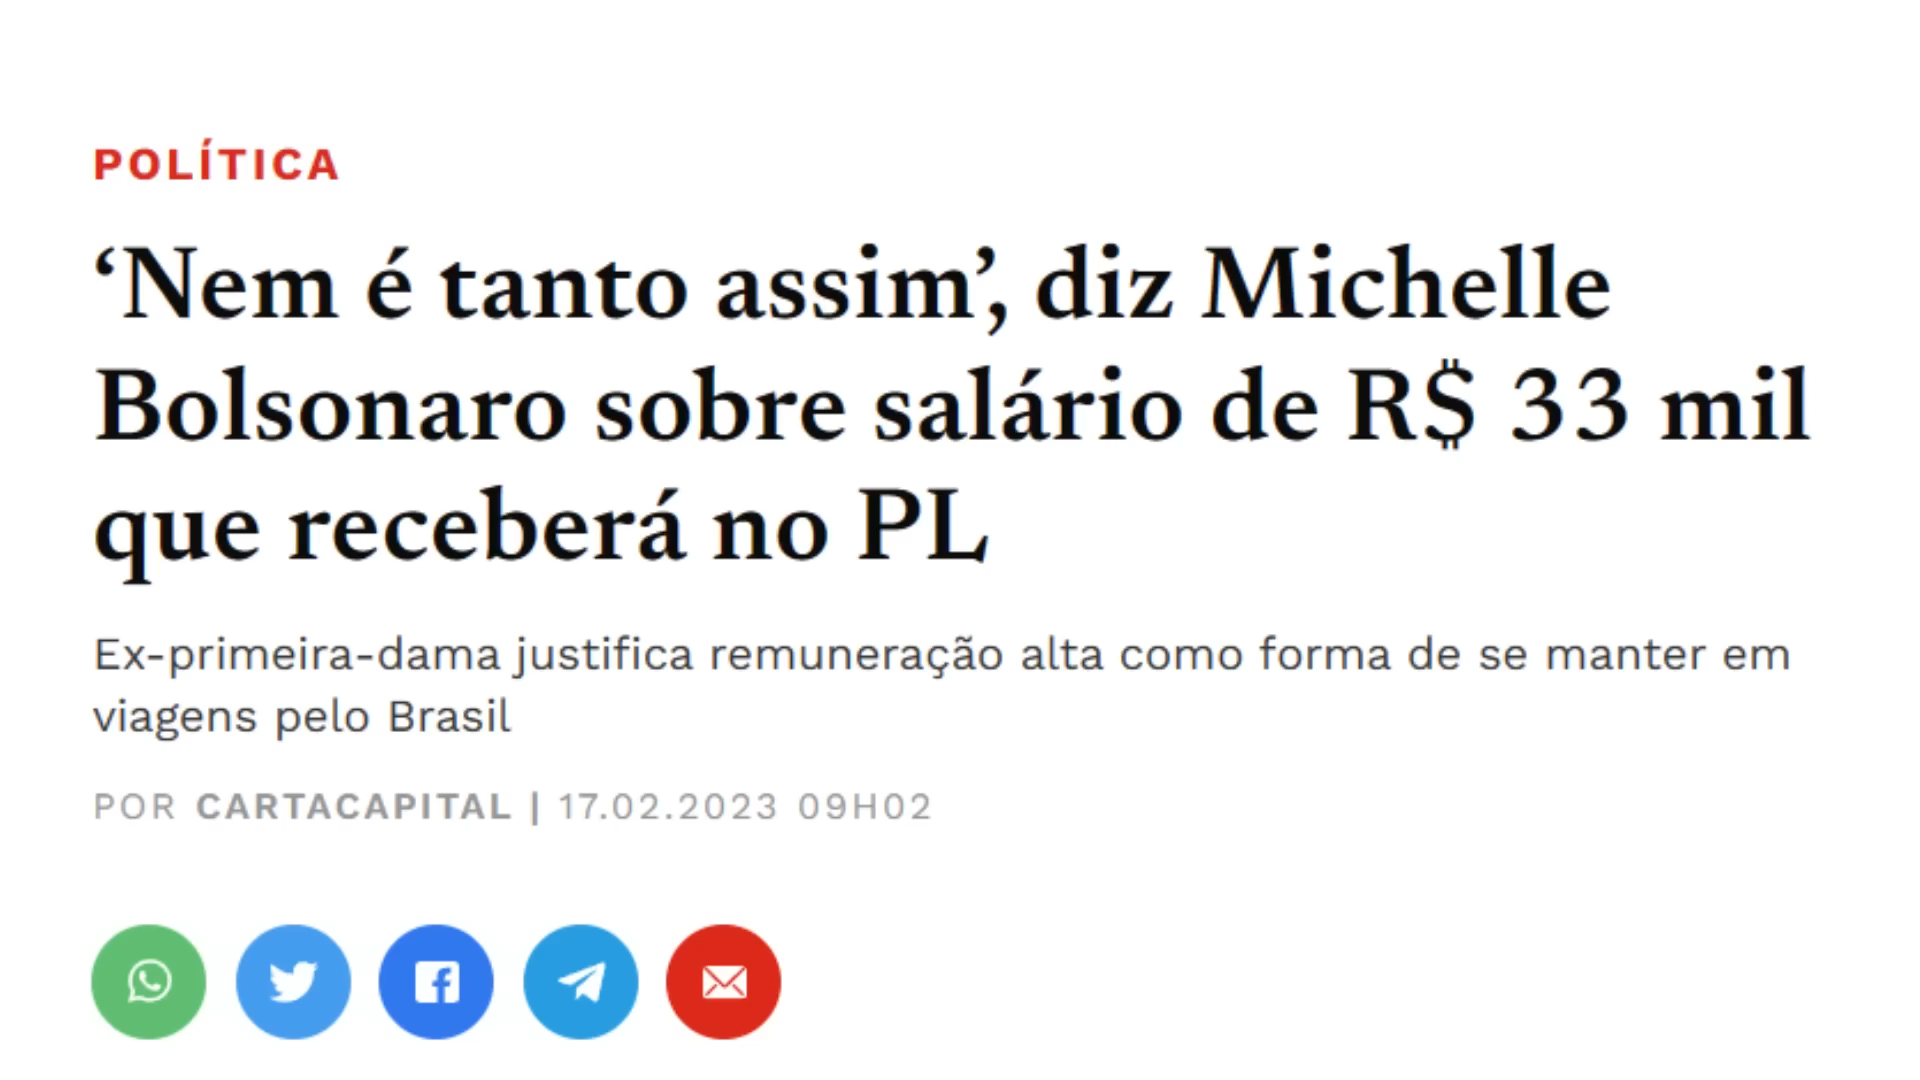 POLÍTICA
‘Nem é tanto assim’, diz Michelle
Bolsonaro sobre salário de R$ 33 mil
que receberá no PL
Ex-primeira-dama justifica remuneração alta como forma de se manter em
viagens pelo Brasil
POR CARTACAPITAL | 17.02.2023 09H02